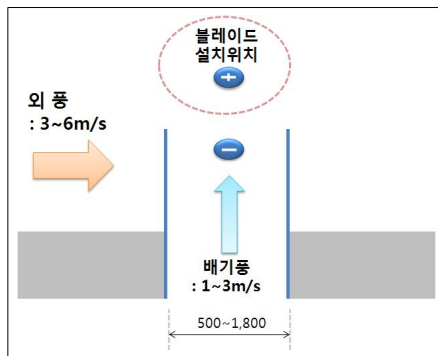 블레이드
설치위치
+
외 풍
: 3~6m/s
−
배기풍
: 1~3m/s
500~1,800